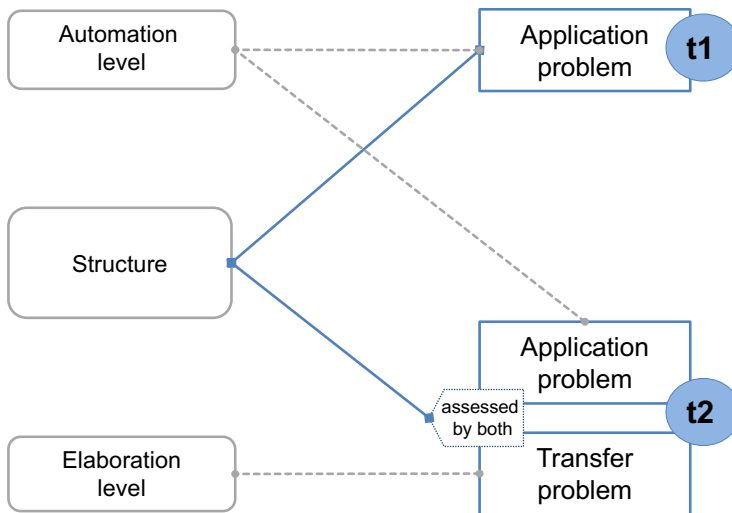 Automation
level
Application
problem
t1
Structure
Application
problem
assessed
by both
t2
Elaboration
level
Transfer
problem